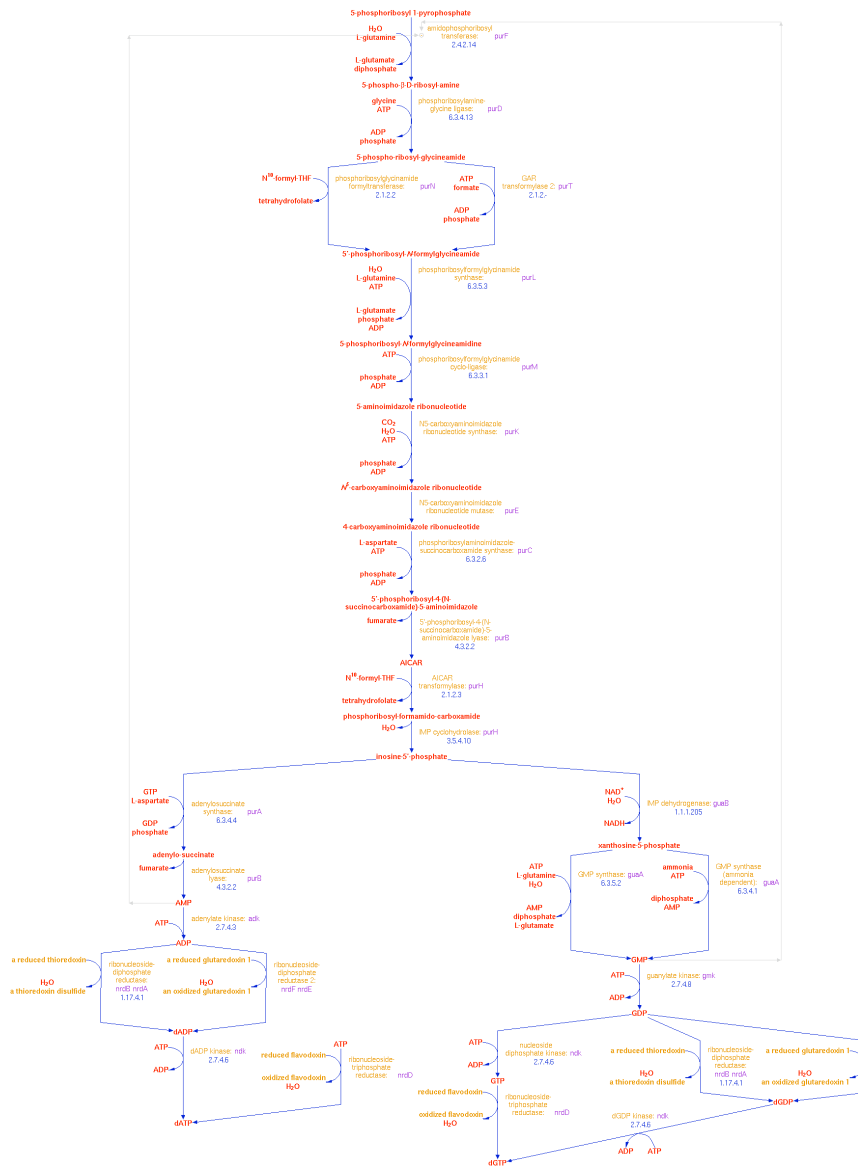 5-phosphoribosyl 1-pyrophosphate
H2O
L-glutamine
amidophosphoribosyl
transferase: purF
2.4.2.14
L-glutamate
diphosphate
5-phospho-β-D-ribosyl-amine
glycine
ATP
phosphoribosylamine-
glycine ligase: purD
6.3.4.13
ADP
phosphate
5-phospho-ribosyl-glycineamide
N10-formyl-THF
phosphoribosylglycinamide
formyltransferase: purN
2.1.2.2
tetrahydrofolate
ATP
formate
GAR
transformylase 2: purT
2.1.2.-
ADP
phosphate
5'-phosphoribosyl-N-formylglycineamide
H2O
L-glutamine
ATP
phosphoribosylformylglycinamide
synthase: purL
6.3.5.3
L-glutamate
phosphate
ADP
5-phosphoribosyl-N-formylglycineamidine
ATP
phosphoribosylformylglycinamide
cyclo-ligase: purM
6.3.3.1
phosphate
ADP
5-aminoimidazole ribonucleotide
CO2
H2O
ATP
N5-carboxyaminoimidazole
ribonucleotide synthase: purK
phosphate
ADP
N5-carboxyaminoimidazole ribonucleotide
N5-carboxyaminoimidazole
ribonucleotide mutase: purE
4-carboxyaminoimidazole ribonucleotide
L-aspartate
ATP
phosphoribosylaminoimidazole-
succinocarboxamide synthase: purC
6.3.2.6
phosphate
ADP
5'-phosphoribosyl-4-(N-
succinocarboxamide)-5-aminoimidazole
fumarate
5'-phosphoribosyl-4-(N-
succinocarboxamide)-5-
aminoimidazole lyase: purB
4.3.2.2
AICAR
N10-formyl-THF
AICAR
transformylase: purH
2.1.2.3
tetrahydrofolate
phosphoribosyl-formamido-carboxamide
H2O
IMP cyclohydrolase: purH
3.5.4.10
inosine-5'-phosphate
GTP
L-aspartate
adenylosuccinate
synthase: purA
6.3.4.4
GDP
phosphate
adenylo-succinate
fumarate
adenylosuccinate
lyase: purB
4.3.2.2
AMP
ATP
adenylate kinase: adk
2.7.4.3
ADP
a reduced thioredoxin
ribonucleoside-
diphosphate
reductase:
nrdB nrdA
1.17.4.1
H2O
a thioredoxin disulfide
a reduced glutaredoxin 1
ribonucleoside-
diphosphate
reductase 2:
nrdF nrdE
H2O
an oxidized glutaredoxin 1
dADP
ATP
dADP kinase: ndk
2.7.4.6
ADP
ATP
reduced flavodoxin
ribonucleoside-
triphosphate
reductase: nrdD
oxidized flavodoxin
H2O
dATP
NAD+
H2O
IMP dehydrogenase: guaB
1.1.1.205
NADH
xanthosine-5-phosphate
ATP
L-glutamine
H2O
GMP synthase: guaA
6.3.5.2
AMP
diphosphate
L-glutamate
ammonia
ATP
GMP synthase
(ammonia
dependent): guaA
6.3.4.1
diphosphate
AMP
GMP
ATP
guanylate kinase: gmk
2.7.4.8
ADP
GDP
ATP
nucleoside
diphosphate kinase: ndk
2.7.4.6
ADP
GTP
reduced flavodoxin
ribonucleoside-
triphosphate
reductase: nrdD
oxidized flavodoxin
H2O
a reduced thioredoxin
ribonucleoside-
diphosphate
reductase:
nrdB nrdA
1.17.4.1
H2O
a thioredoxin disulfide
a reduced glutaredoxin 1
H2O
an oxidized glutaredoxin 1
dGDP
dGDP kinase: ndk
2.7.4.6
ADP
ATP
dGTP